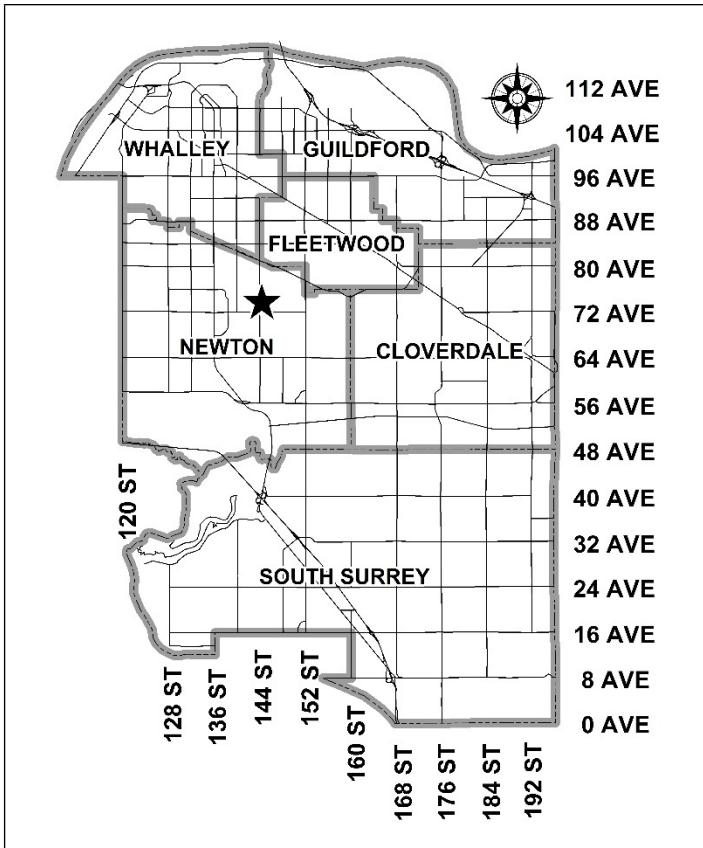 112 AVE
104 AVE
WHALLEY
GUILDFORD
96 AVE
88 AVE
FLEETWOOD
80 AVE
72 AVE
NEWTON
CLOVERDALE
64 AVE
56 AVE
48 AVE
120 ST
40 AVE
32 AVE
SOUTH SURREY
24 AVE
16 AVE
128 ST
136 ST
144 ST
152 ST
160 ST
8 AVE
0 AVE
168 ST
176 ST
184 ST
192 ST